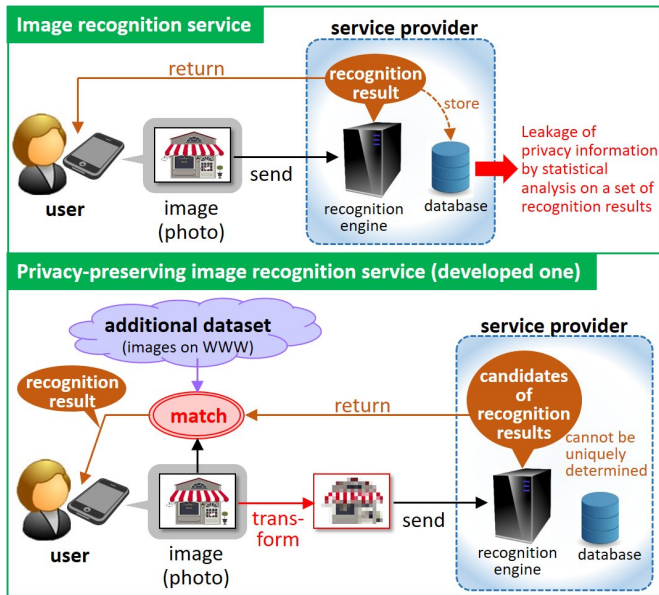 Image recognition service
service provider
return
recognition
result
store
Leakage of
privacy information
by statistical
analysis on a set of
recognition results
send
user
image
(photo)
recognition
engine
database
Privacy-preserving image recognition service (developed one)
additional dataset
(images on WWW)
service provider
recognition
result
match
return
candidates
of
recognition
results
cannot be
uniquely
determined
trans-
form
send
user
image
(photo)
recognition
engine
database